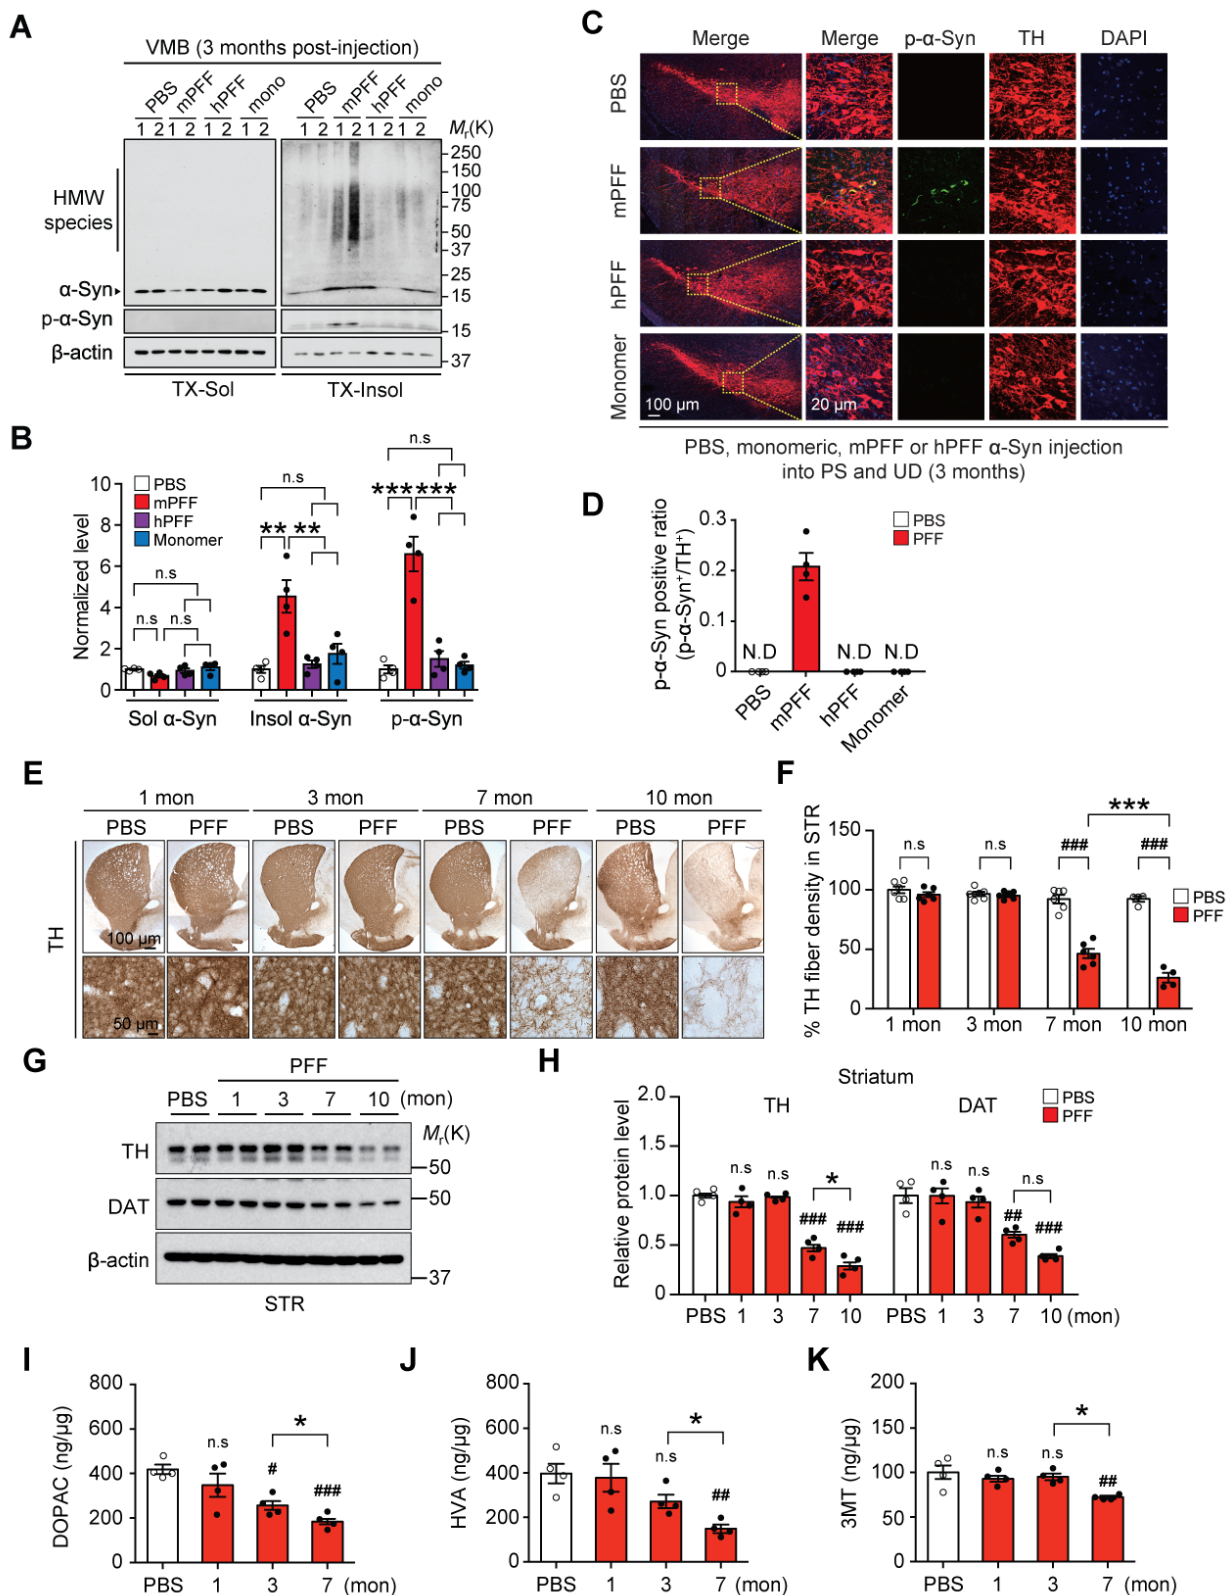 A
VMB (3 months post-injection)
PBS mPFF hPFF mono PBS mPFF hPFF mono
1 2 1 2 1 2 1 2 1 2 1 2 1 2 1 2 Mr(K)
250
150
100
75
50
37
25
15
15
37
HMW
species
α-Syn
p-α-Syn
β-actin
TX-Sol TX-Insol
B
Normalized level
10
8
6
4
2
0
PBS
mPFF
hPFF
Monomer
n.s
n.s n.s
n.s
** **
n.s
*** ***
Sol α-Syn Insol α-Syn p-α-Syn
C
Merge Merge p-α-Syn TH DAPI
PBS
mPFF
hPFF
Monomer
100 µm 20 µm
PBS, monomeric, mPFF or hPFF α-Syn injection
into PS and UD (3 months)
D
p-α-Syn positive ratio
(p-α-Syn+/TH+)
0.3
0.2
0.1
0
PBS
PFF
N.D N.D N.D
PBS mPFF hPFF Monomer
E
1 mon 3 mon 7 mon 10 mon
PBS PFF PBS PFF PBS PFF PBS PFF
TH
100 µm
50 µm
F
% TH fiber density in STR
150
100
50
0
n.s n.s ### ###
***
PBS
PFF
1 mon 3 mon 7 mon 10 mon
G
PFF
PBS 1 3 7 10 (mon)
Mr(K)
TH
50
DAT
50
β-actin
37
STR
H
Striatum
TH DAT
PBS
PFF
Relative protein level
2.0
1.5
1.0
0.5
0
n.s n.s ### ### *
n.s n.s ## ### n.s
PBS 1 3 7 10 PBS 1 3 7 10 (mon)
I
DOPAC (ng/µg)
800
600
400
200
0
n.s # ### *
PBS 1 3 7 (mon)
J
HVA (ng/µg)
800
600
400
200
0
n.s n.s ## *
PBS 1 3 7 (mon)
K
3MT (ng/µg)
200
150
100
50
0
n.s n.s ## *
PBS 1 3 7 (mon)